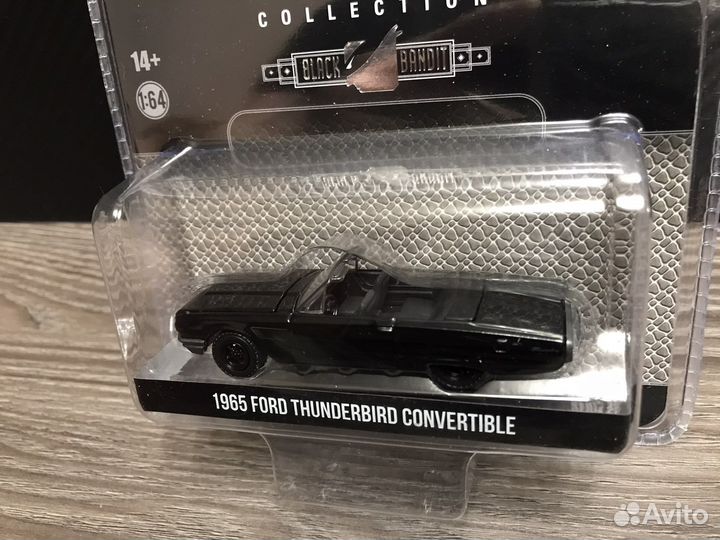 COLLECTION
14+
BLACK BANDIT
1:64
1965 FORD THUNDERBIRD CONVERTIBLE
Avito